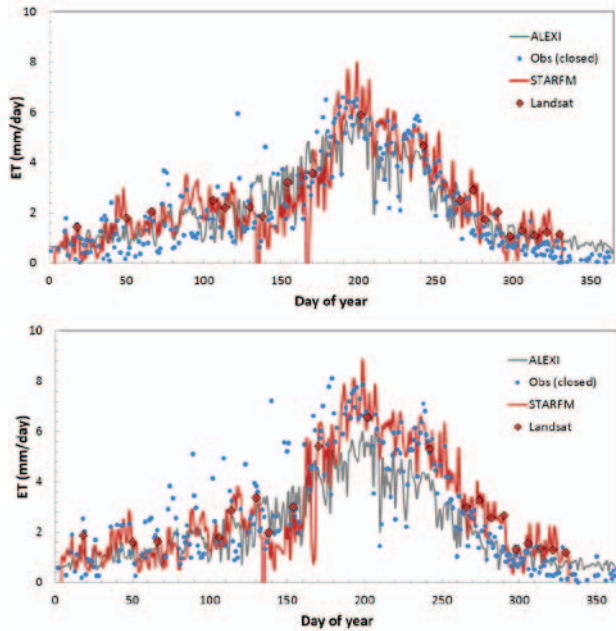 10
8
6
4
2
0
ET (mm/day)
0 50 100 150 200 250 300 350
Day of year
ALEXI
Obs (closed)
STARFM
Landsat
10
8
6
4
2
0
ET (mm/day)
0 50 100 150 200 250 300 350
Day of year
ALEXI
Obs (closed)
STARFM
Landsat